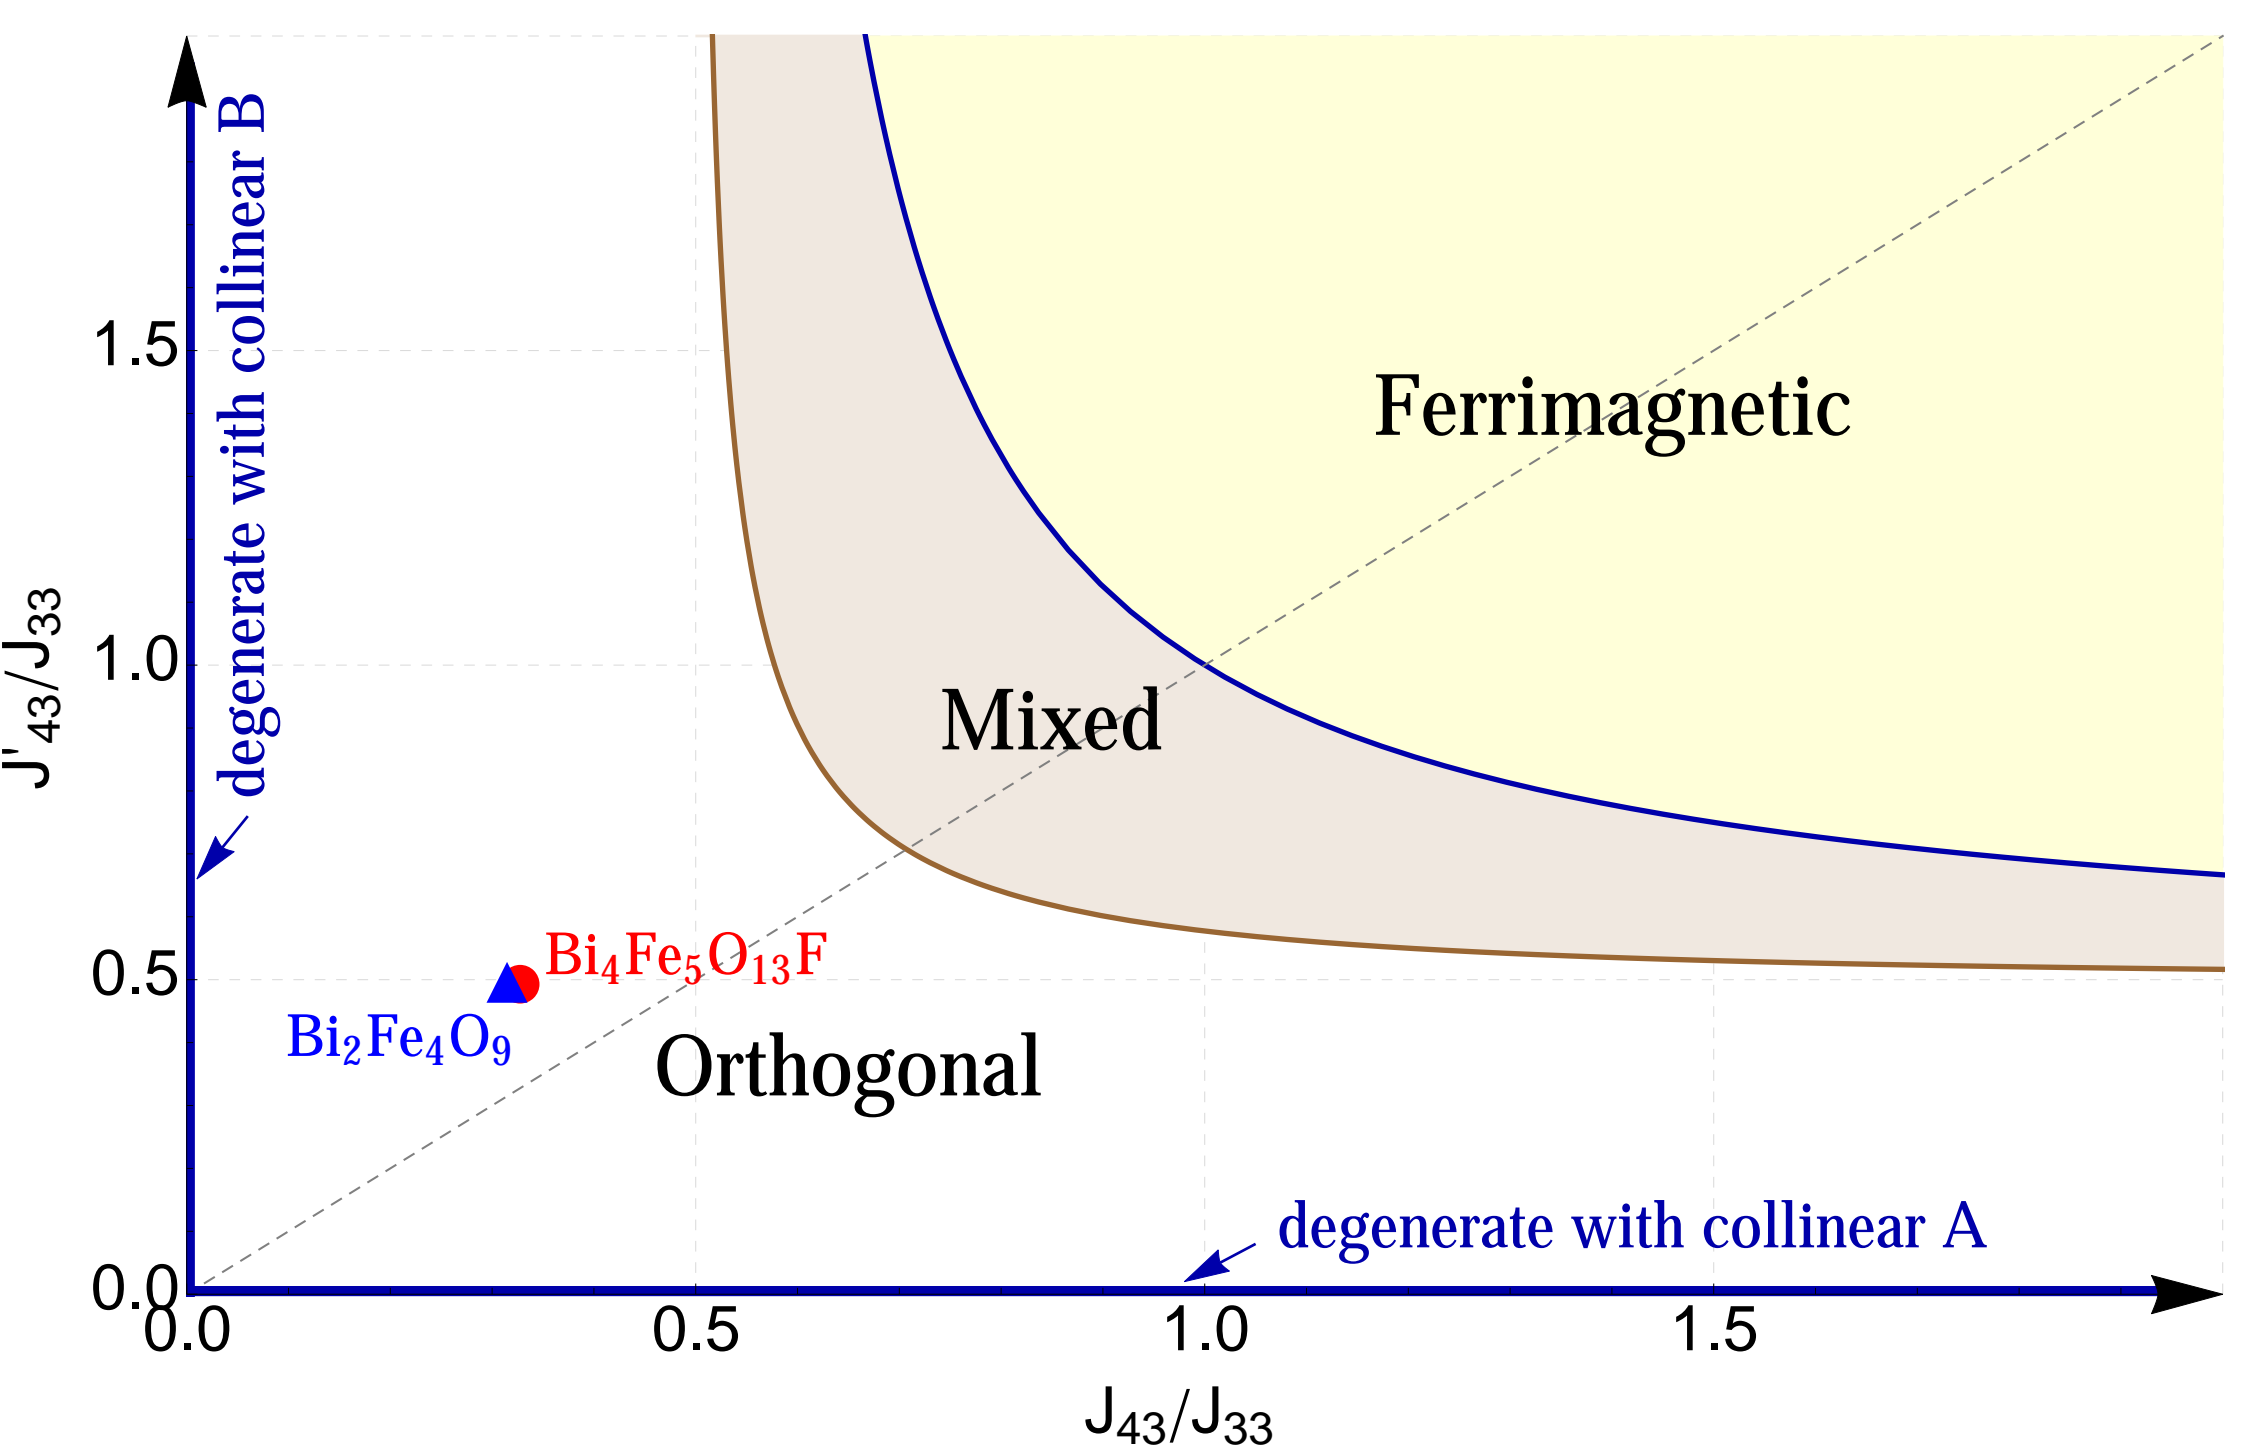 degenerate with collinear B
1.5
Ferrimagnetic
J'₄₃/J₃₃
1.0
Mixed
Bi₄Fe₅O₁₃F
0.5
Bi₂Fe₄O₉
Orthogonal
degenerate with collinear A
0.0
0.0 0.5 1.0 1.5
J₄₃/J₃₃